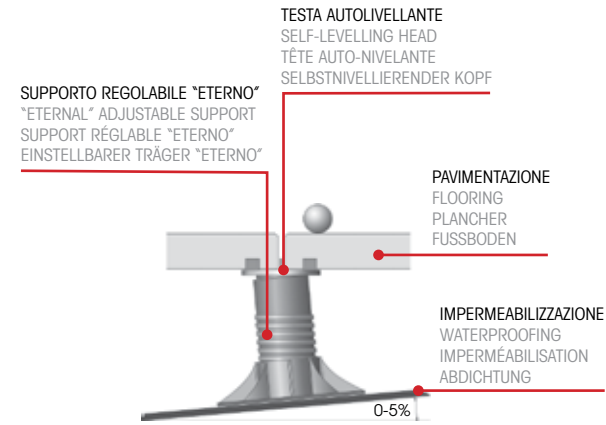 TESTA AUTOLIVELLANTE
SELF-LEVELLING HEAD
TÊTE AUTO-NIVELANTE
SELBSTNIVELLIERENDER KOPF
SUPPORTO REGOLABILE “ETERNO”
“ETERNAL” ADJUSTABLE SUPPORT
SUPPORT RÉGLABLE “ETERNO”
EINSTELLBARER TRÄGER “ETERNO”
PAVIMENTAZIONE
FLOORING
PLANCHER
FUSSBODEN
IMPERMEABILIZZAZIONE
WATERPROOFING
IMPERMÉABILISATION
ABDICHTUNG
0-5%